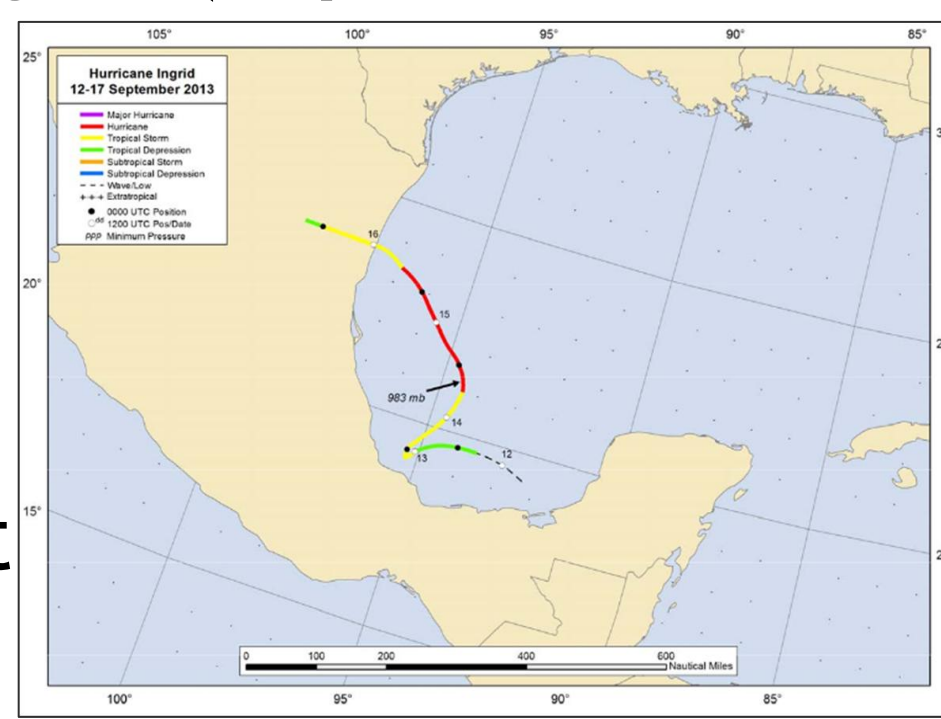 105° 100° 95° 90° 85°
25°
Hurricane Ingrid
12-17 September 2013
Major Hurricane
Hurricane
Tropical Storm
Tropical Depression
Subtropical Storm
Subtropical Depression
Wave/Low
Extratropical
0000 UTC Position
dd 1200 UTC Pos/Date
PPP Minimum Pressure
16
20°
15
983 mb
14
13
12
15°
0 100 200 400 600
Nautical Miles
100° 95° 90° 85°